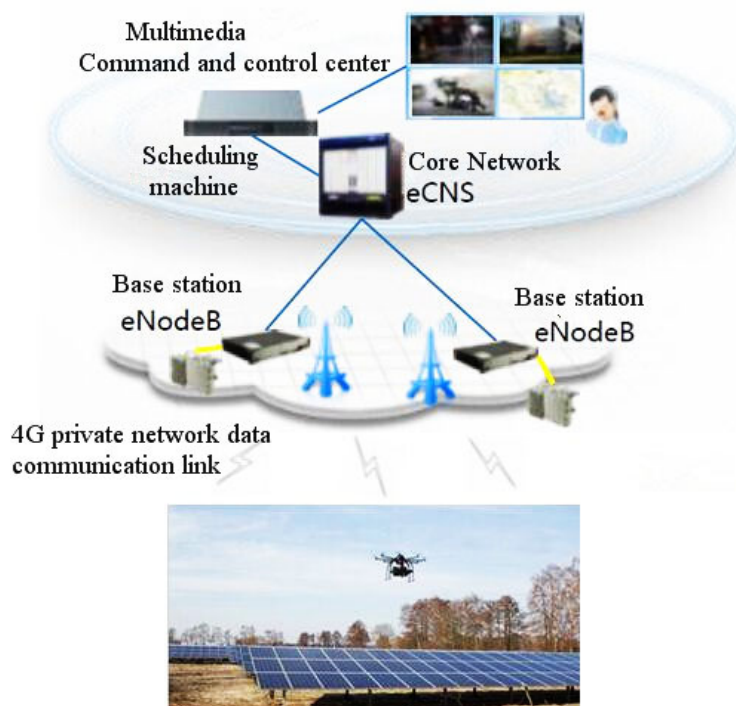 Multimedia
Command and control center
Scheduling
machine
Core Network
eCNS
Base station
eNodeB
Base station
eNodeB
4G private network data
communication link